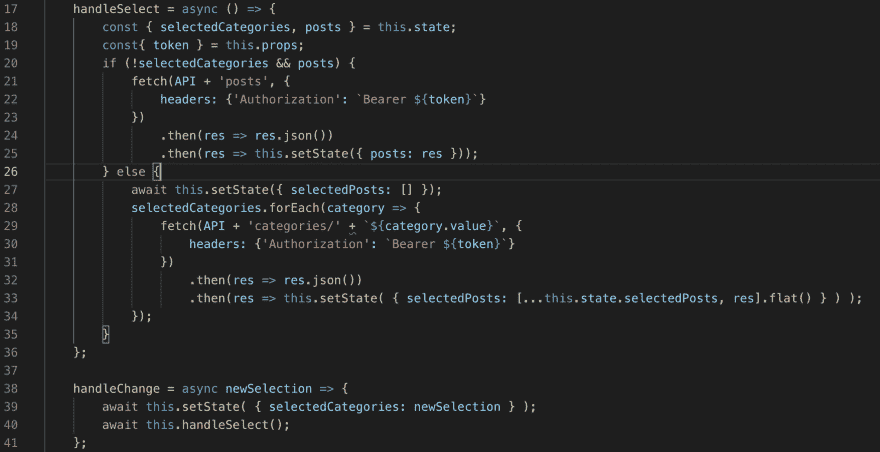 17 handleSelect = async () => {
18 const { selectedCategories, posts } = this.state;
19 const{ token } = this.props;
20 if (!selectedCategories && posts) {
21 fetch(API + 'posts', {
22 headers: {'Authorization': `Bearer ${token}`}
23 })
24 .then(res => res.json())
25 .then(res => this.setState({ posts: res }));
26 } else {
27 await this.setState({ selectedPosts: [] });
28 selectedCategories.forEach(category => {
29 fetch(API + 'categories/' + `${category.value}`, {
30 headers: {'Authorization': `Bearer ${token}`}
31 })
32 .then(res => res.json())
33 .then(res => this.setState( { selectedPosts: [...this.state.selectedPosts, res].flat() } ) );
34 });
35 }
36 };
37
38 handleChange = async newSelection => {
39 await this.setState( { selectedCategories: newSelection } );
40 await this.handleSelect();
41 };